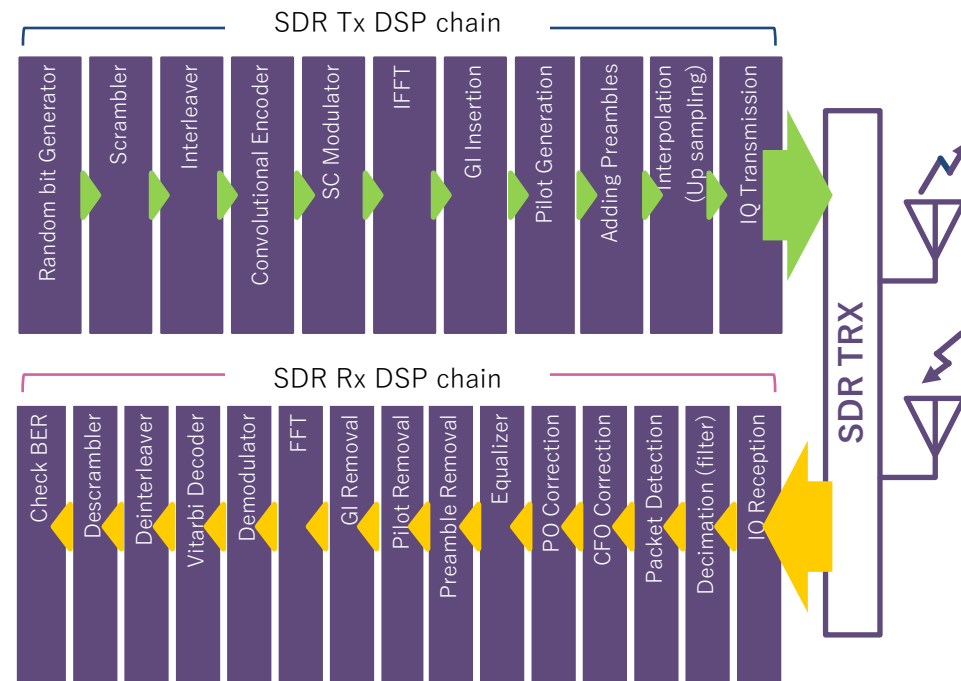 SDR Tx DSP chain
Random bit Generator
Scrambler
Interleaver
Convolutional Encoder
SC Modulator
IFFT
GI Insertion
Pilot Generation
Adding Preambles
Interpolation
(Up sampling)
IQ Transmission
SDR TRX
SDR Rx DSP chain
Check BER
Descrambler
Deinterleaver
Vitarbi Decoder
Demodulator
FFT
GI Removal
Pilot Removal
Preamble Removal
Equalizer
PO Correction
CFO Correction
Packet Detection
Decimation (filter)
IQ Reception